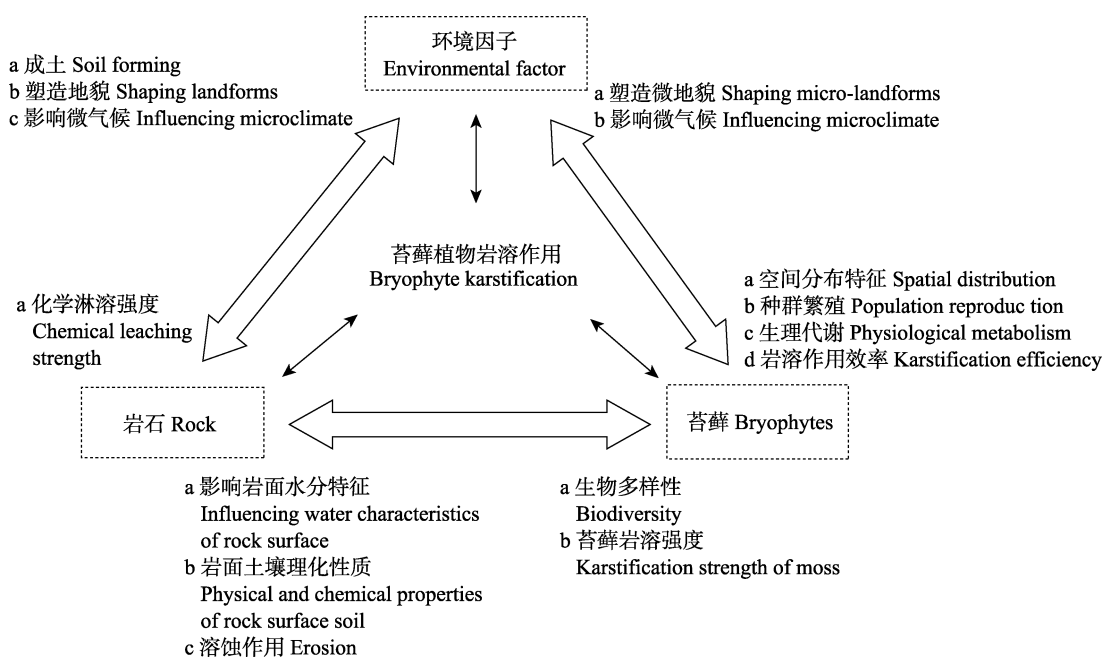 环境因子
Environmental factor
a 成土 Soil forming
b 塑造地貌 Shaping landforms
c 影响微气候 Influencing microclimate
a 塑造微地貌 Shaping micro-landforms
b 影响微气候 Influencing microclimate
苔藓植物岩溶作用
Bryophyte karstification
a 化学淋溶强度
Chemical leaching
strength
a 空间分布特征 Spatial distribution
b 种群繁殖 Population reproduc tion
c 生理代谢 Physiological metabolism
d 岩溶作用效率 Karstification efficiency
岩石 Rock
苔藓 Bryophytes
a 影响岩面水分特征
Influencing water characteristics
of rock surface
b 岩面土壤理化性质
Physical and chemical properties
of rock surface soil
c 溶蚀作用 Erosion
a 生物多样性
Biodiversity
b 苔藓岩溶强度
Karstification strength of moss